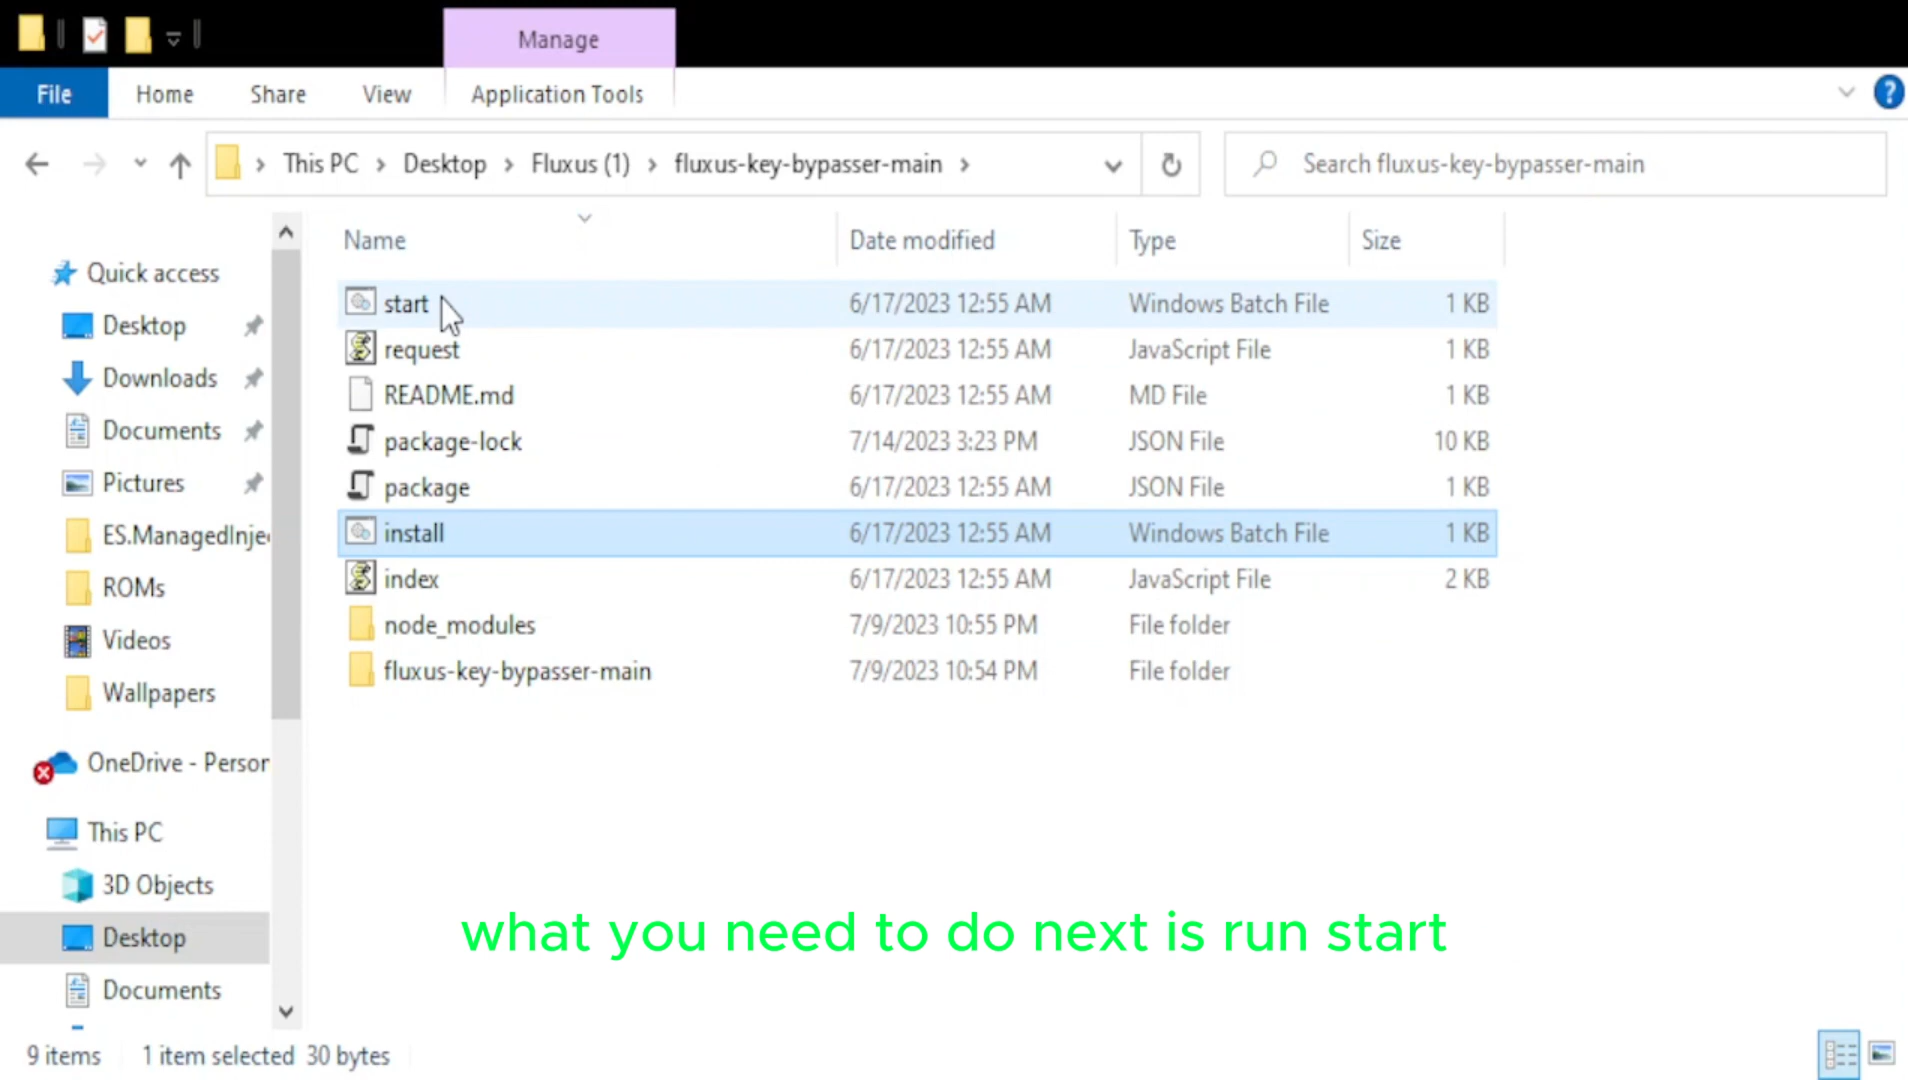 Manage
File Home Share View Application Tools
This PC > Desktop > Fluxus (1) > fluxus-key-bypasser-main >
Search fluxus-key-bypasser-main
Name Date modified Type Size
Quick access
Desktop
Downloads
Documents
Pictures
ES.ManagedInje
ROMs
Videos
Wallpapers
OneDrive - Person
This PC
3D Objects
Desktop
Documents
start 6/17/2023 12:55 AM Windows Batch File 1 KB
request 6/17/2023 12:55 AM JavaScript File 1 KB
README.md 6/17/2023 12:55 AM MD File 1 KB
package-lock 7/14/2023 3:23 PM JSON File 10 KB
package 6/17/2023 12:55 AM JSON File 1 KB
install 6/17/2023 12:55 AM Windows Batch File 1 KB
index 6/17/2023 12:55 AM JavaScript File 2 KB
node_modules 7/9/2023 10:55 PM File folder
fluxus-key-bypasser-main 7/9/2023 10:54 PM File folder
what you need to do next is run start
9 items 1 item selected 30 bytes